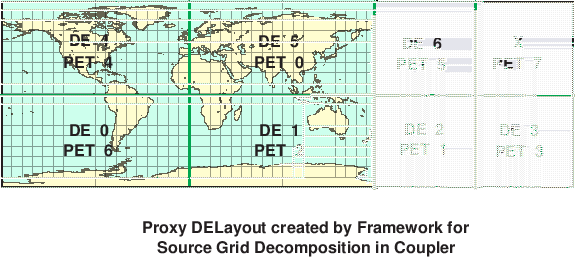 DE 4 DE 5 DE 6 X
PET 4 PET 0 PET 5 PET 7
DE 0 DE 1 DE 2 DE 3
PET 6 PET 2 PET 1 PET 3
Proxy DELayout created by Framework for
Source Grid Decomposition in Coupler